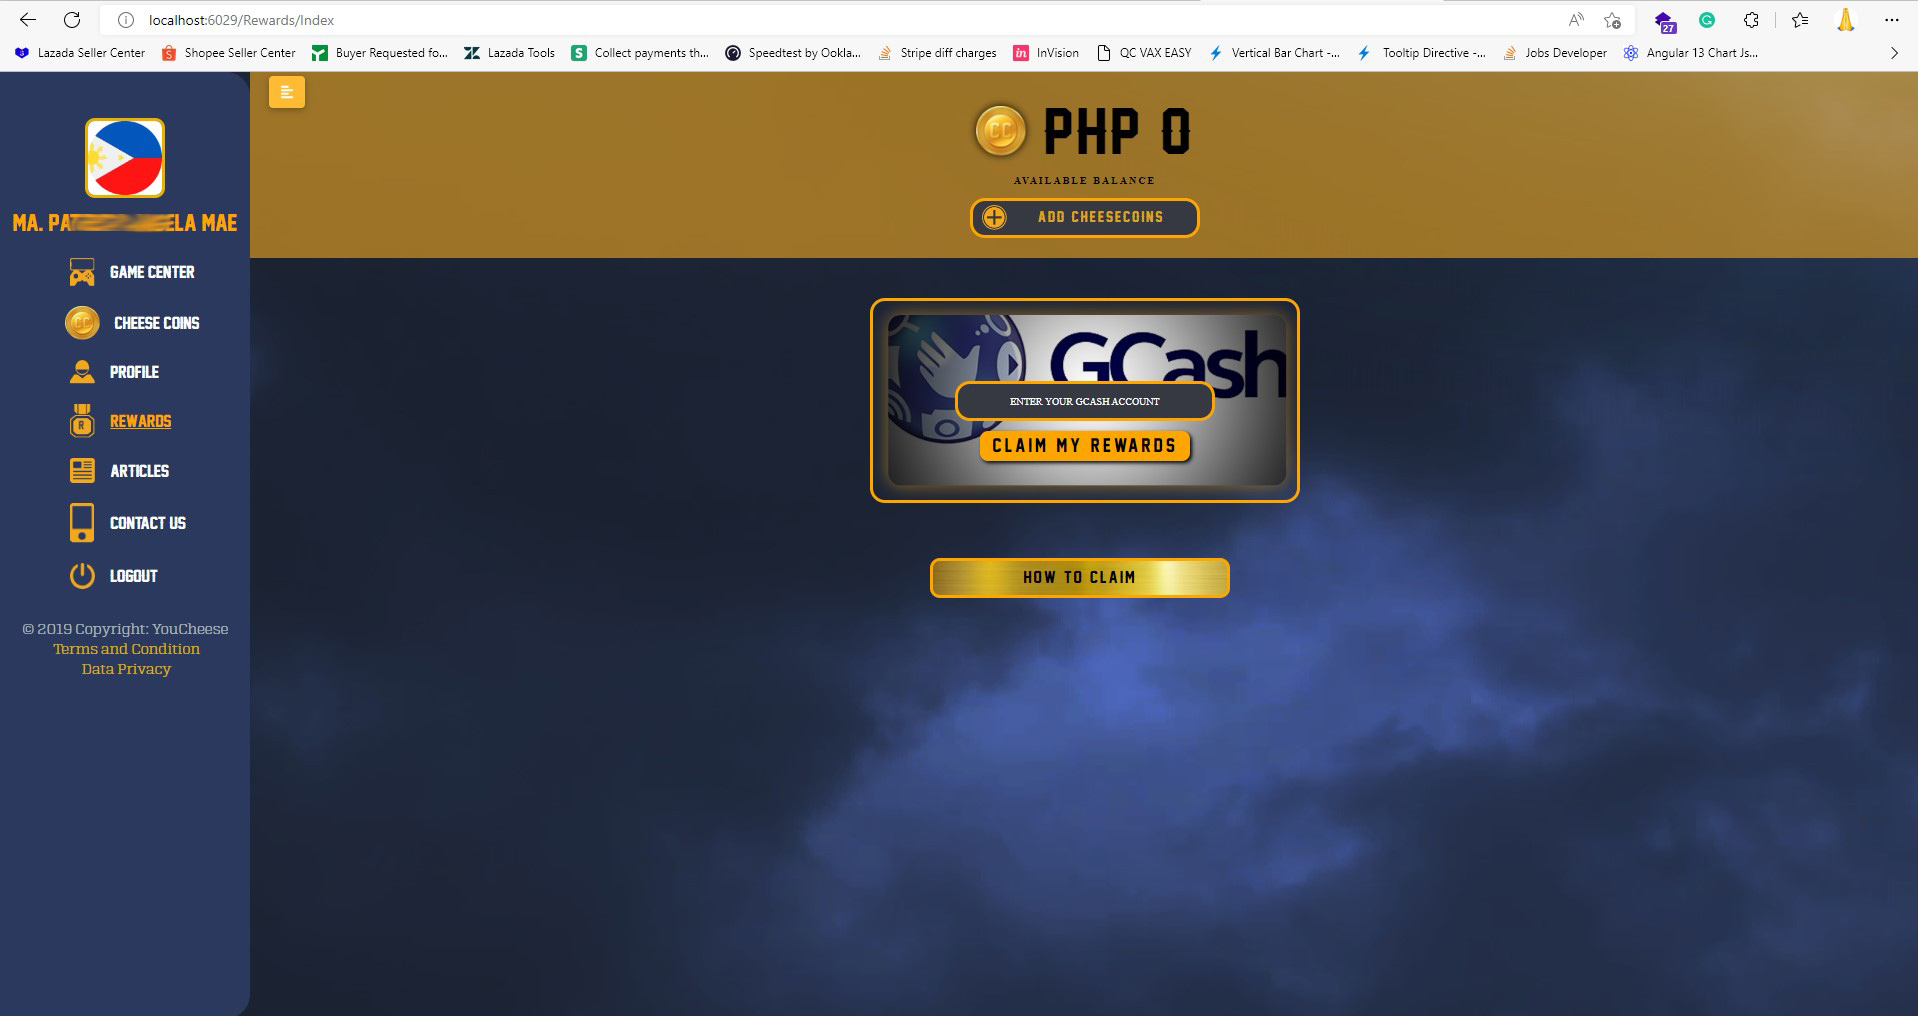 localhost:6029/Rewards/Index
27
Lazada Seller Center
Shopee Seller Center
Buyer Requested fo...
Lazada Tools
Collect payments th...
Speedtest by Ookla...
Stripe diff charges
in InVision
QC VAX EASY
Vertical Bar Chart -...
Tooltip Directive -...
Jobs Developer
Angular 13 Chart Js...
MA. PA
LA MAE
GAME CENTER
CC CHEESE COINS
PROFILE
R REWARDS
ARTICLES
CONTACT US
LOGOUT
© 2019 Copyright: YouCheese
Terms and Condition
Data Privacy
CC PHP 0
AVAILABLE BALANCE
ADD CHEESECOINS
GCash
ENTER YOUR GCASH ACCOUNT
CLAIM MY REWARDS
HOW TO CLAIM